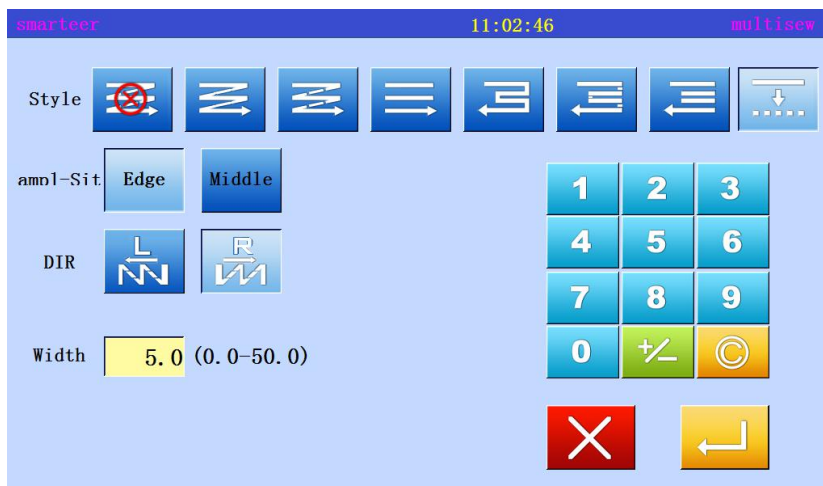 smarteer 11:02:46 multisew
Style
ampl-Sit Edge Middle
1 2 3
DIR L R
4 5 6
7 8 9
Width 5.0 (0.0-50.0)
0 +/- ©